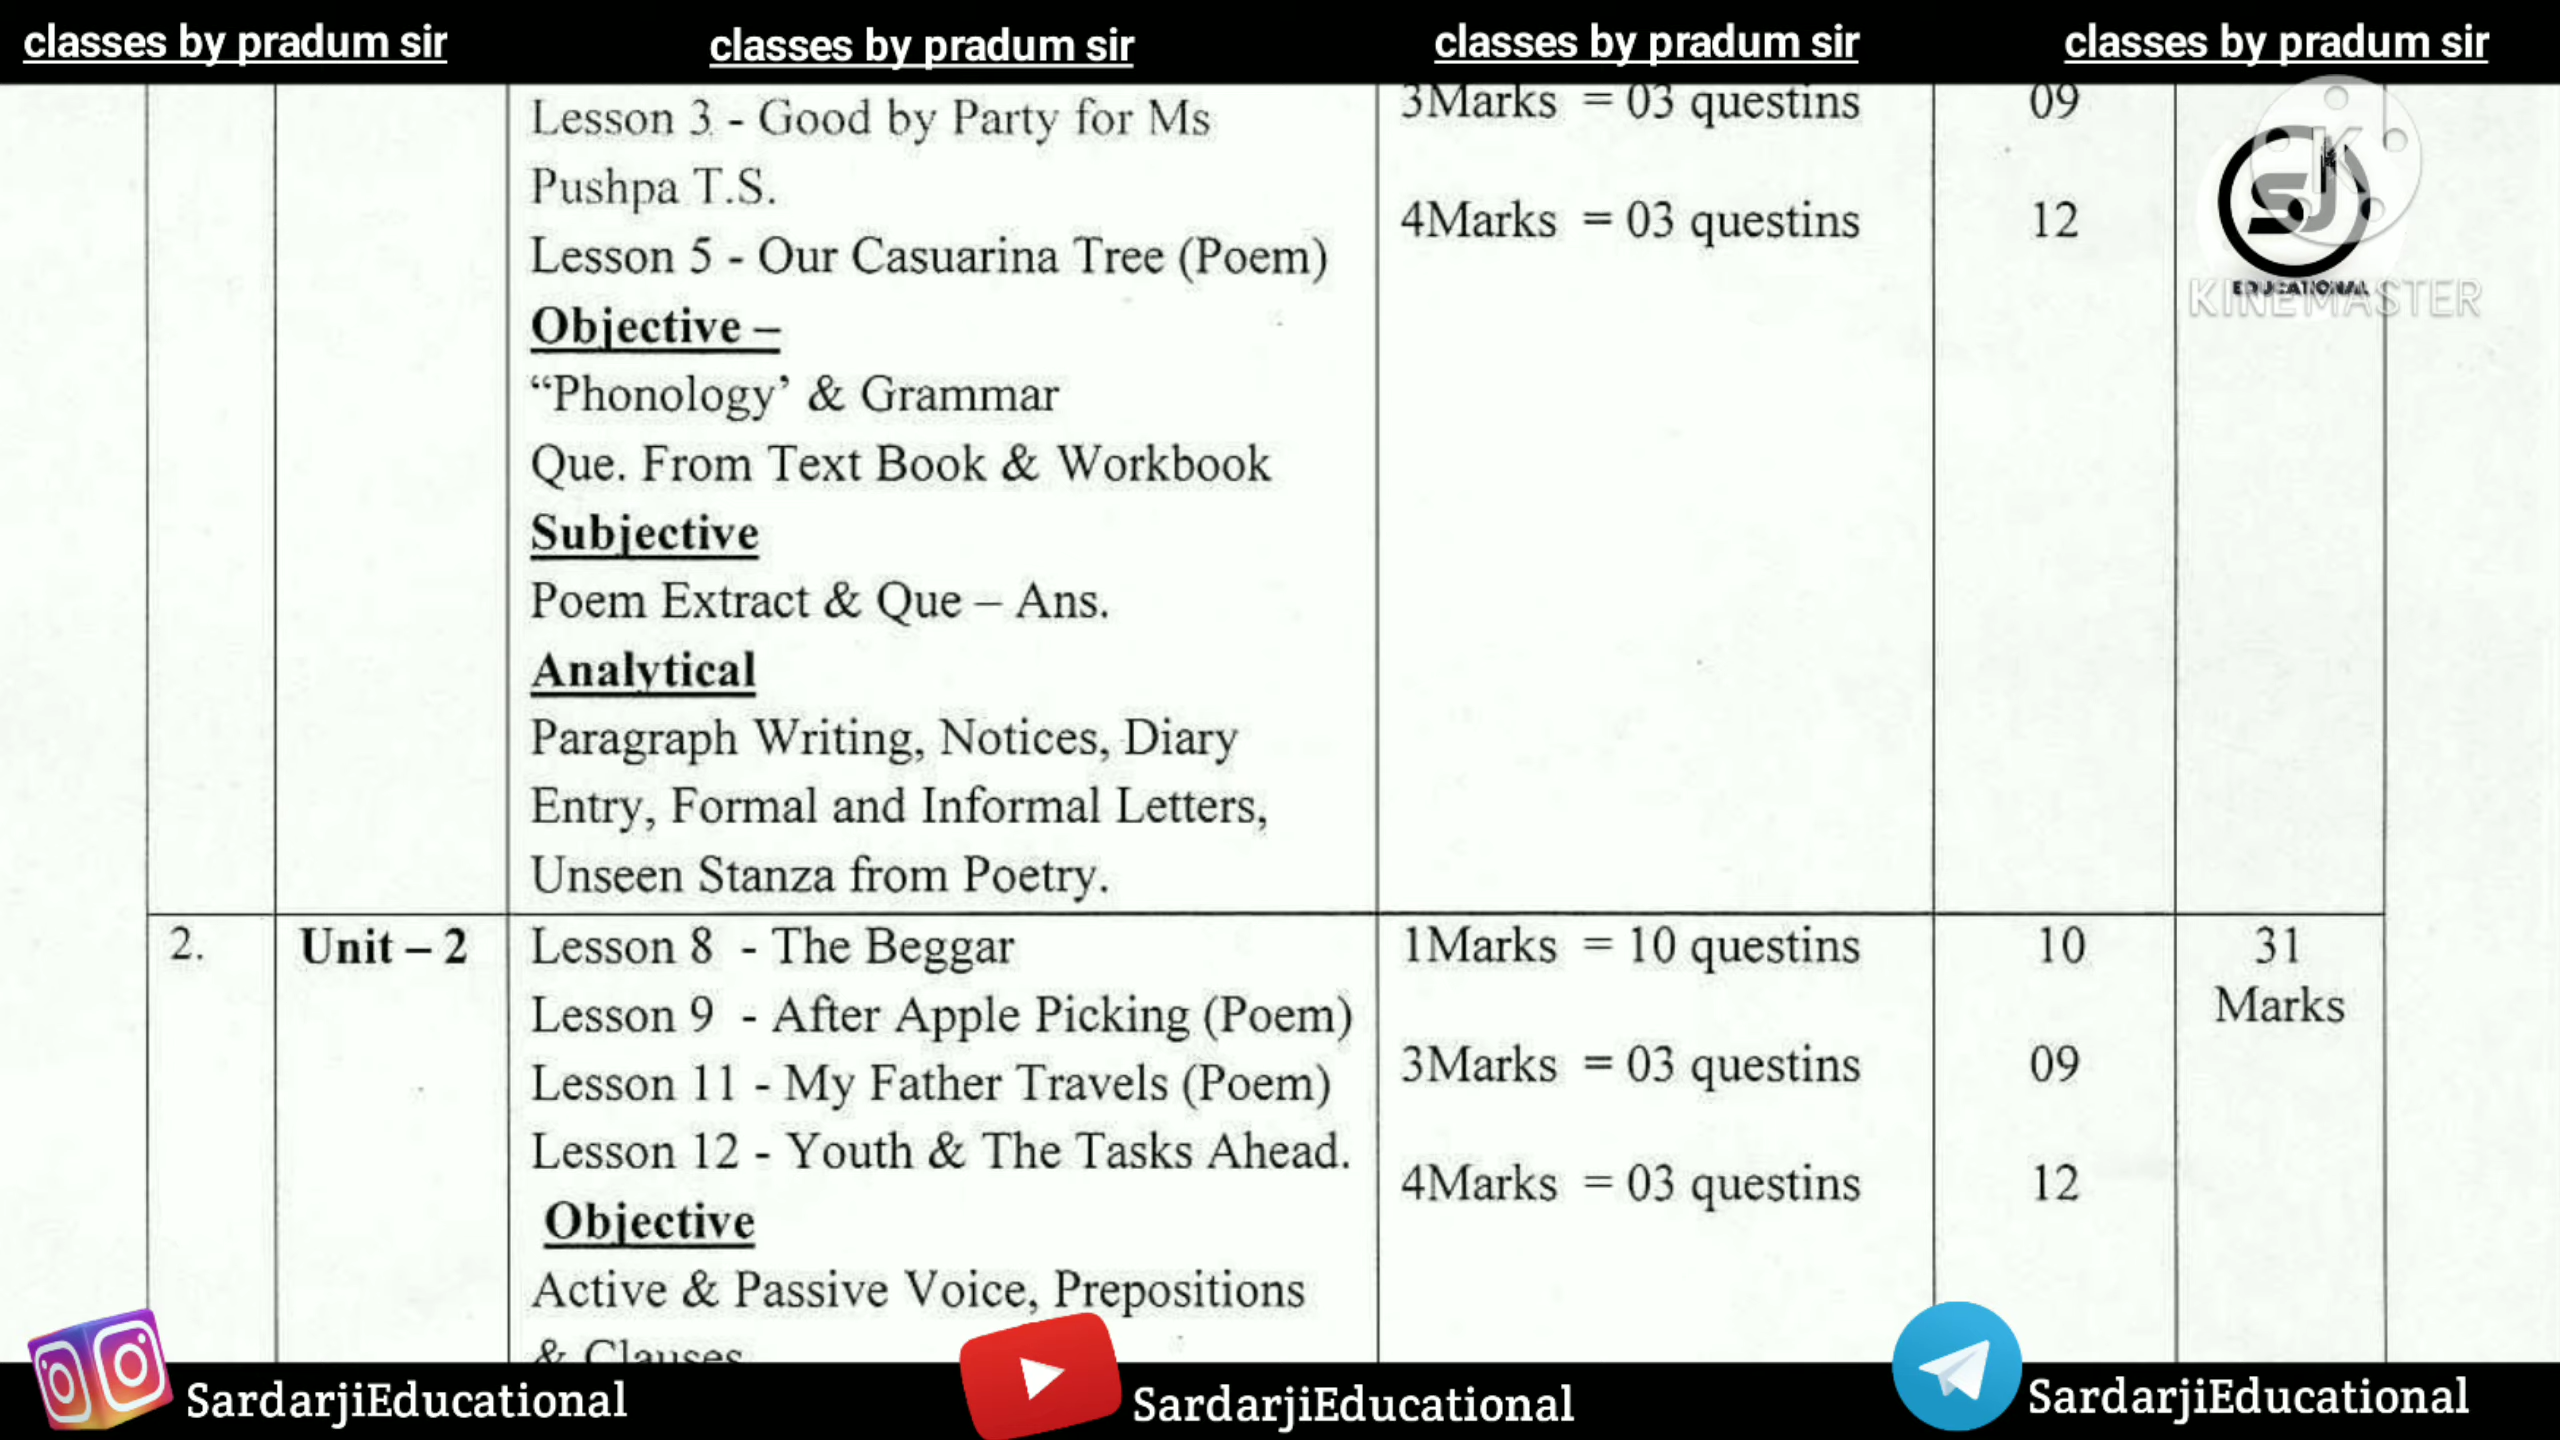 classes by pradum sir
classes by pradum sir
classes by pradum sir
classes by pradum sir
Lesson 3 - Good by Party for Ms
Pushpa T.S.
Lesson 5 - Our Casuarina Tree (Poem)
Objective –
“Phonology’ & Grammar
Que. From Text Book & Workbook
Subjective
Poem Extract & Que – Ans.
Analytical
Paragraph Writing, Notices, Diary
Entry, Formal and Informal Letters,
Unseen Stanza from Poetry.
3Marks = 03 questins 09
4Marks = 03 questins 12
SJ
K
EDUCATIONAL
KINEMASTER
2. Unit – 2
Lesson 8 - The Beggar
Lesson 9 - After Apple Picking (Poem)
Lesson 11 - My Father Travels (Poem)
Lesson 12 - Youth & The Tasks Ahead.
Objective
Active & Passive Voice, Prepositions
& Clauses
1Marks = 10 questins 10
3Marks = 03 questins 09
4Marks = 03 questins 12
31
Marks
SardarjiEducational
SardarjiEducational
SardarjiEducational